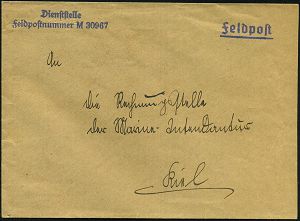 Dienststelle
Feldpostnummer M 30967
Feldpost
An
die Rechnungsstelle
der Marine-Intendantur
Kiel